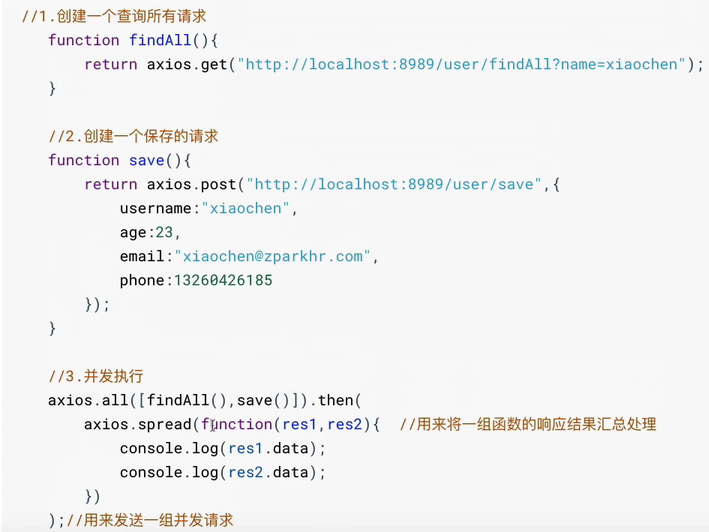 //1.创建一个查询所有请求
function findAll(){
return axios.get("http://localhost:8989/user/findAll?name=xiaochen");
}
//2.创建一个保存的请求
function save(){
return axios.post("http://localhost:8989/user/save",{
username:"xiaochen",
age:23,
email:"xiaochen@zparkhr.com",
phone:13260426185
});
}
//3.并发执行
axios.all([findAll(),save()]).then(
axios.spread(function(res1,res2){ //用来将一组函数的响应结果汇总处理
console.log(res1.data);
console.log(res2.data);
})
);//用来发送一组并发请求